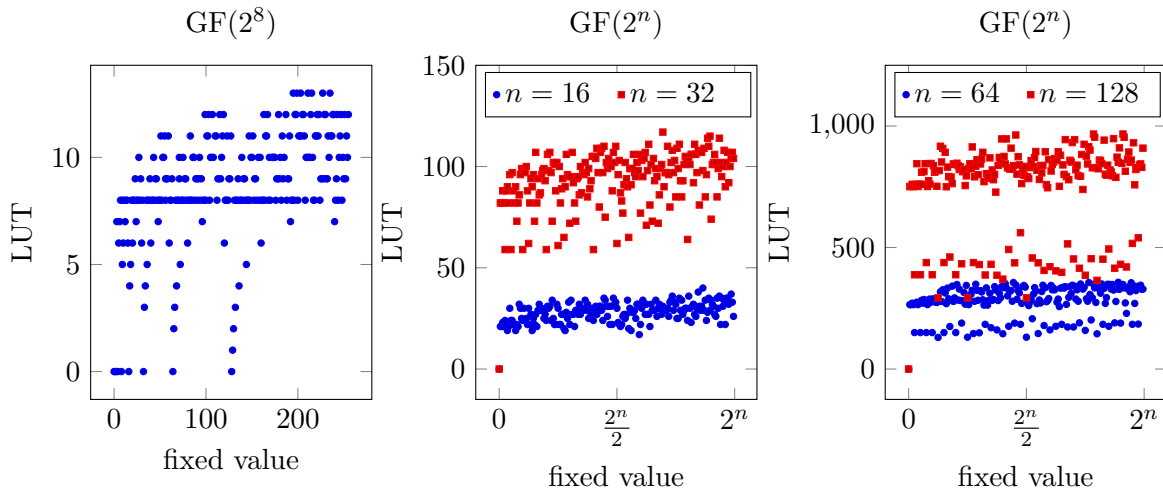 GF(2^8)
LUT
10
5
0
0 100 200
fixed value
GF(2^n)
n = 16 n = 32
LUT
150
100
50
0
0 2^n/2 2^n
fixed value
GF(2^n)
n = 64 n = 128
LUT
1,000
500
0
0 2^n/2 2^n
fixed value